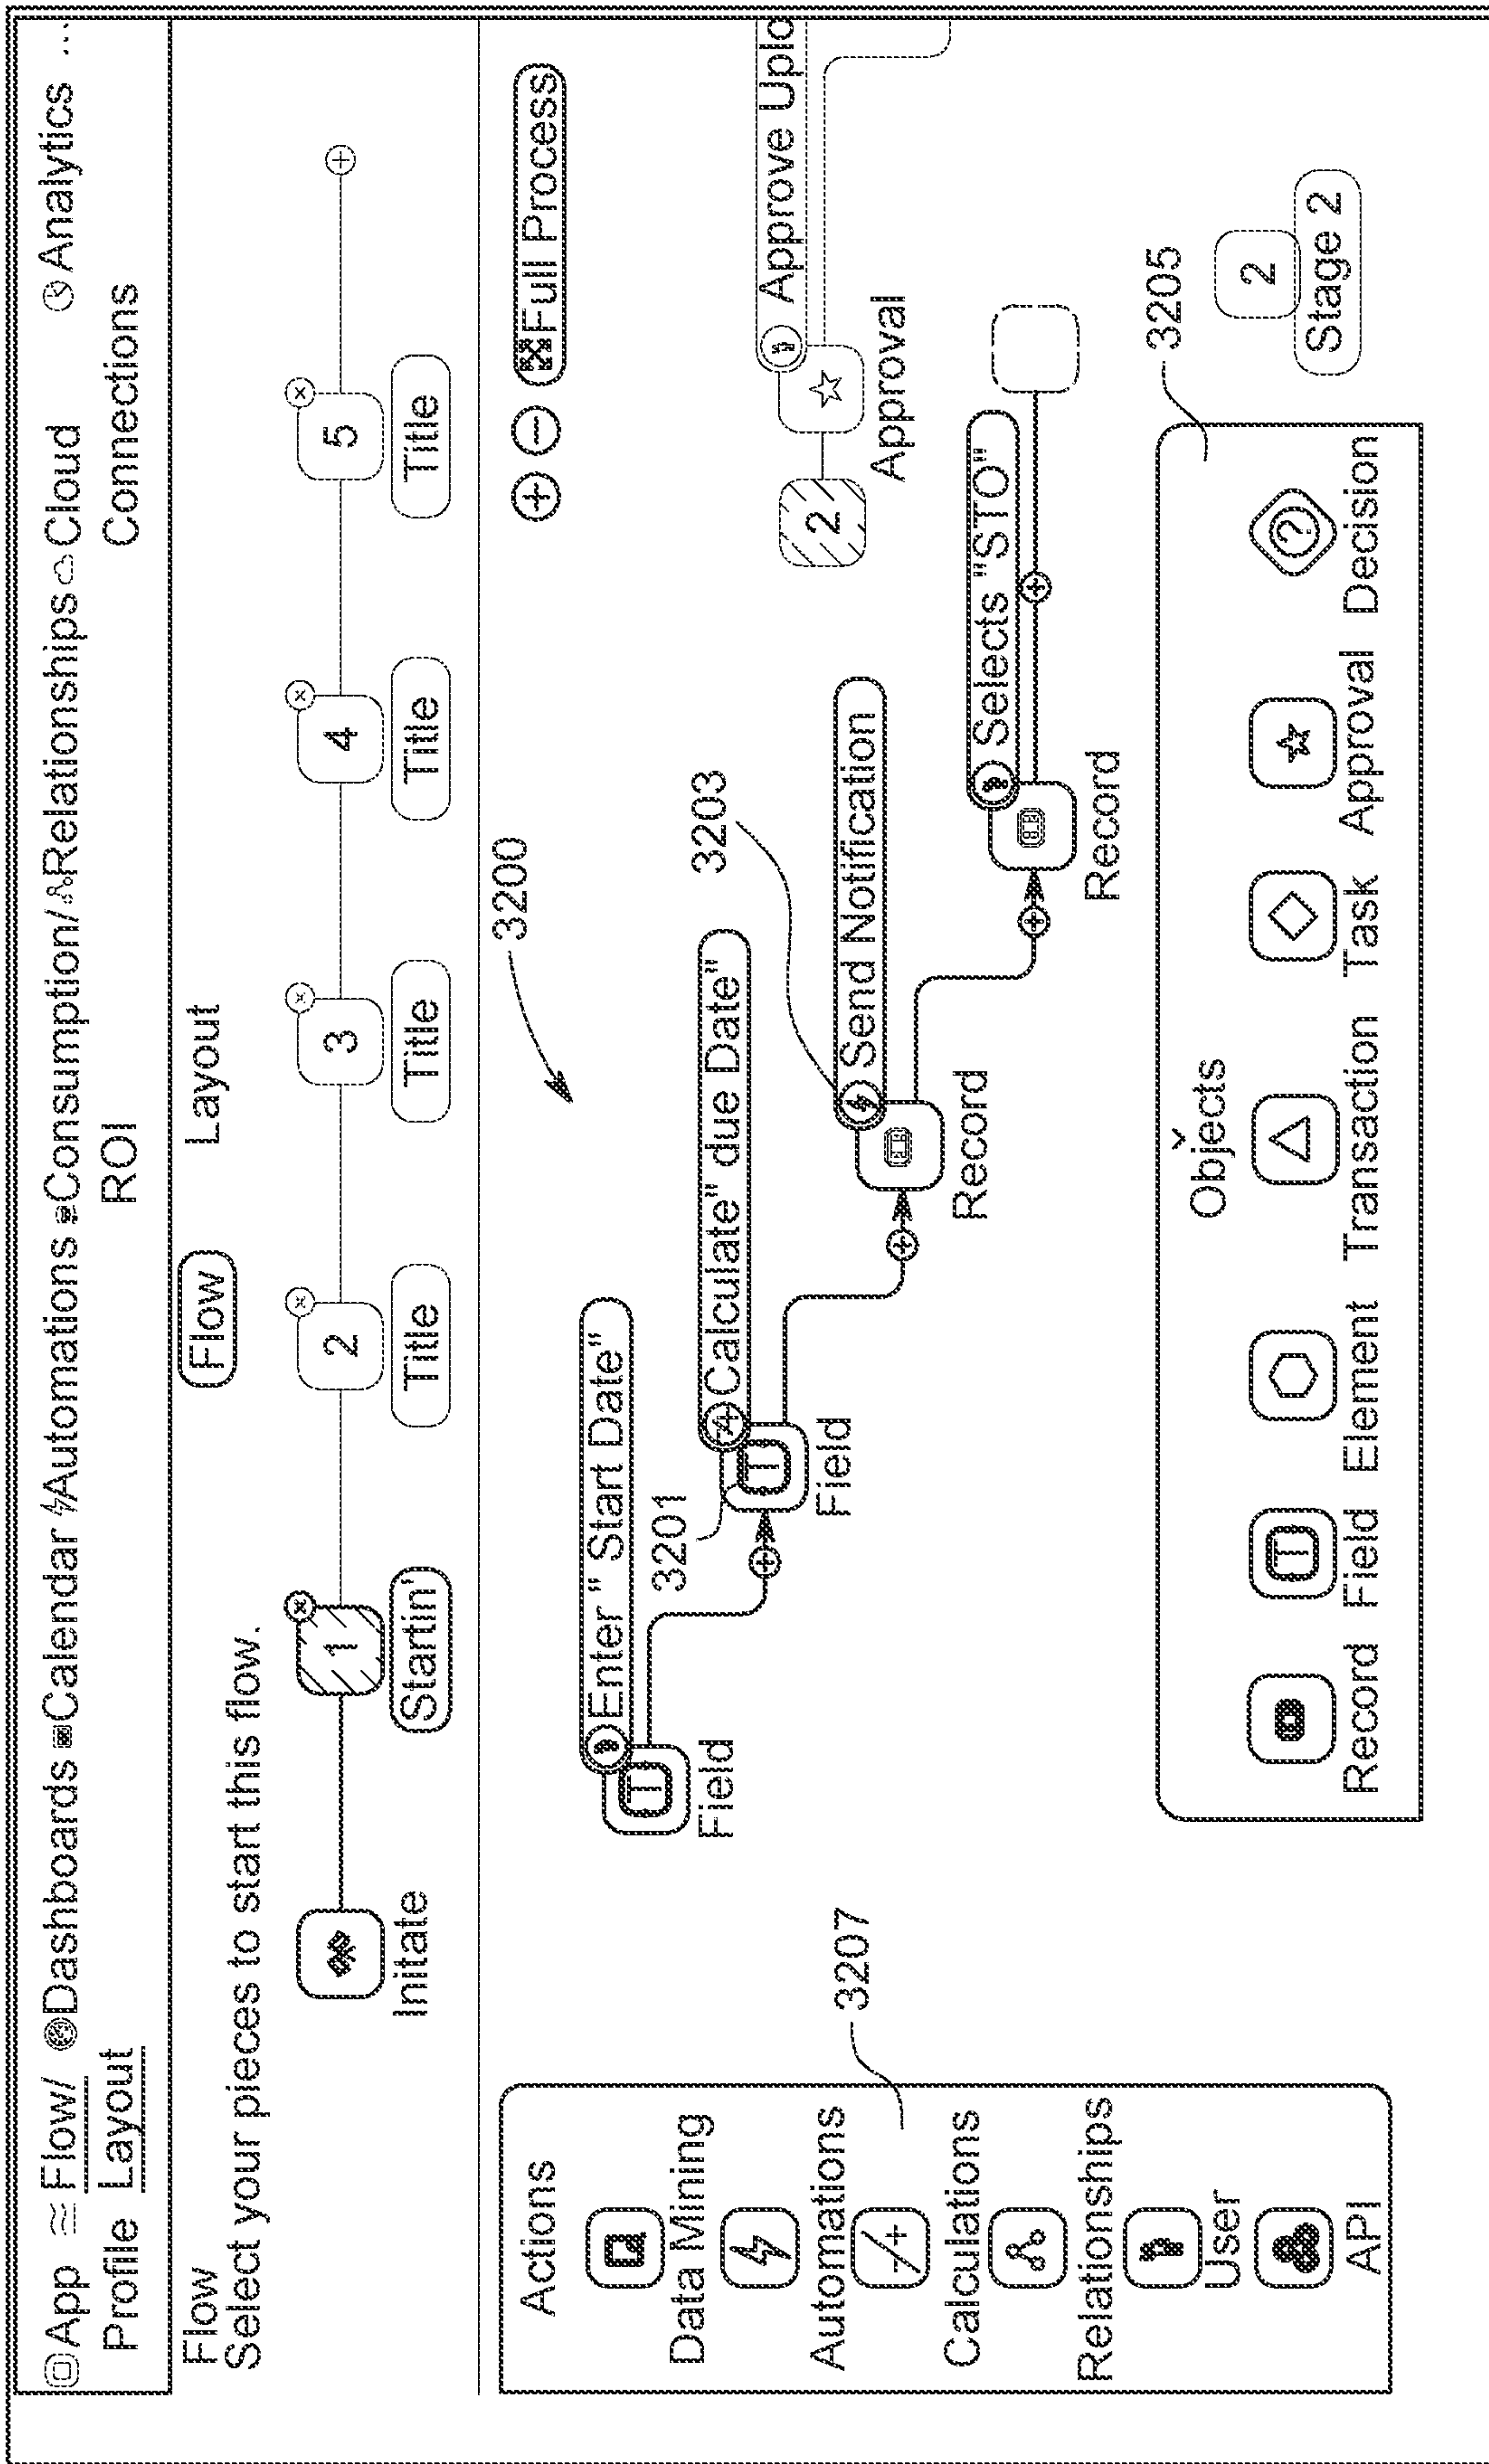 App Flow/ Dashboards Calendar Automations Consumption/ Relationships Cloud Analytics ...
Profile Layout ROI Connections
Flow Layout
Flow
Select your pieces to start this flow.
1 2 3 4 5
Initate Startin' Title Title Title Title
3200
Full Process
Actions
Data Mining
Automations
Calculations
Relationships
User
API
3207
Enter " Start Date"
T
Field
3201
Calculate" due Date"
T
Field
3203
Send Notification
Record
Selects "STO"
Record
2
Approve Uplo
Approval
3205
Objects
Record Field Element Transaction Task Approval Decision
2
Stage 2